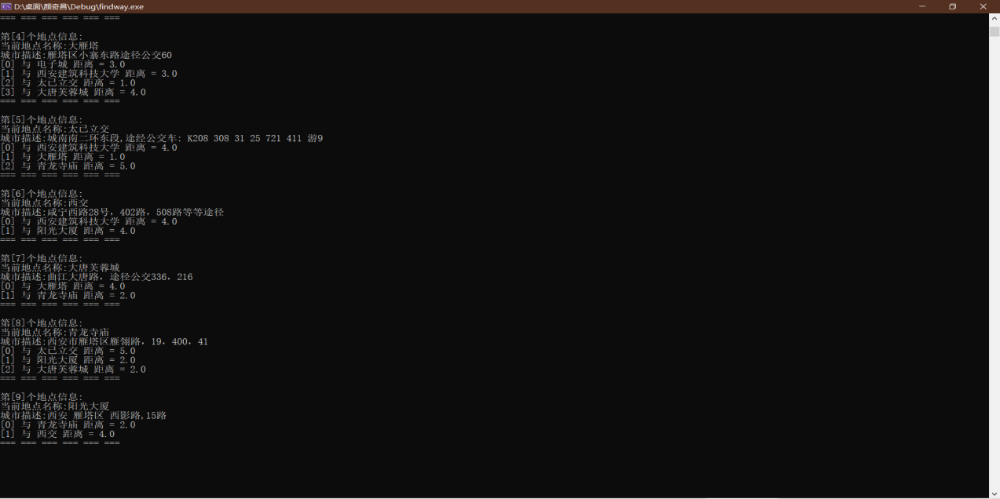 D:\桌面\颜奇昌\Debug\findway.exe
=== === === === === ===
第[4]个地点信息:
当前地点名称:大雁塔
城市描述:雁塔区小寨东路途径公交60
[0] 与 电子城 距离 = 3.0
[1] 与 西安建筑科技大学 距离 = 3.0
[2] 与 太已立交 距离 = 1.0
[3] 与 大唐芙蓉城 距离 = 4.0
=== === === === === ===
第[5]个地点信息:
当前地点名称:太已立交
城市描述:城南南二环东段,途经公交车: K208 308 31 25 721 411 游9
[0] 与 西安建筑科技大学 距离 = 4.0
[1] 与 大雁塔 距离 = 1.0
[2] 与 青龙寺庙 距离 = 5.0
=== === === === === ===
第[6]个地点信息:
当前地点名称:西交
城市描述:咸宁西路28号，402路，508路等等途径
[0] 与 西安建筑科技大学 距离 = 4.0
[1] 与 阳光大厦 距离 = 4.0
=== === === === === ===
第[7]个地点信息:
当前地点名称:大唐芙蓉城
城市描述:曲江大唐路，途径公交336，216
[0] 与 大雁塔 距离 = 4.0
[1] 与 青龙寺庙 距离 = 2.0
=== === === === === ===
第[8]个地点信息:
当前地点名称:青龙寺庙
城市描述:西安市雁塔区雁翎路，19，400，41
[0] 与 太已立交 距离 = 5.0
[1] 与 阳光大厦 距离 = 2.0
[2] 与 大唐芙蓉城 距离 = 2.0
=== === === === === ===
第[9]个地点信息:
当前地点名称:阳光大厦
城市描述:西安 雁塔区 西影路,15路
[0] 与 青龙寺庙 距离 = 2.0
[1] 与 西交 距离 = 4.0
=== === === === === ===